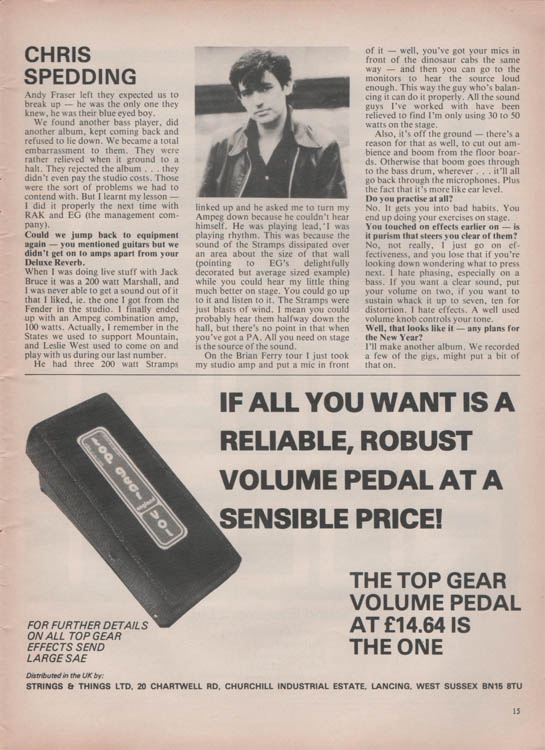 CHRIS
SPEDDING
Andy Fraser left they expected us to
break up — he was the only one they
knew, he was their blue eyed boy.
We found another bass player, did
another album, kept coming back and
refused to lie down. We became a total
embarrassment to them. They were
rather relieved when it ground to a
halt. They rejected the album . . . they
didn't even pay the studio costs. Those
were the sort of problems we had to
contend with. But I learnt my lesson —
I did it properly the next time with
RAK and EG (the management com-
pany).
Could we jump back to equipment
again — you mentioned guitars but we
didn't get on to amps apart from your
Deluxe Reverb.
When I was doing live stuff with Jack
Bruce it was a 200 watt Marshall, and
I was never able to get a sound out of it
that I liked, ie. the one I got from the
Fender in the studio. I finally ended
up with an Ampeg combination amp,
100 watts. Actually, I remember in the
States we used to support Mountain,
and Leslie West used to come on and
play with us during our last number.
He had three 200 watt Stramps
linked up and he asked me to turn my
Ampeg down because he couldn't hear
himself. He was playing lead, I was
playing rhythm. This was because the
sound of the Stramps dissipated over
an area about the size of that wall
(pointing to EG's delightfully
decorated but average sized example)
while you could hear my little thing
much better on stage. You could go up
to it and listen to it. The Stramps were
just blasts of wind. I mean you could
probably hear them halfway down the
hall, but there's no point in that when
you've got a PA. All you need on stage
is the source of the sound.
On the Brian Ferry tour I just took
my studio amp and put a mic in front
of it — well, you've got your mics in
front of the dinosaur cabs the same
way — and then you can go to the
monitors to hear the source loud
enough. This way the guy who's balan-
cing it can do it properly. All the sound
guys I've worked with have been
relieved to find I'm only using 30 to 50
watts on the stage.
Also, it's off the ground — there's a
reason for that as well, to cut out am-
bience and boom from the floor boar-
ds. Otherwise that boom goes through
to the bass drum, wherever . . . it'll all
go back through the microphones. Plus
the fact that it's more like ear level.
Do you practise at all?
No. It gets you into bad habits. You
end up doing your exercises on stage.
You touched on effects earlier on — is
it purism that steers you clear of them?
No, not really, I just go on ef-
fectiveness, and you lose that if you're
looking down wondering what to press
next. I hate phasing, especially on a
bass. If you want a clear sound, put
your volume on two, if you want to
sustain whack it up to seven, ten for
distortion. I hate effects. A well used
volume knob controls your tone.
Well, that looks like it — any plans for
the New Year?
I'll make another album. We recorded
a few of the gigs, might put a bit of
that on.
IF ALL YOU WANT IS A
RELIABLE, ROBUST
VOLUME PEDAL AT A
SENSIBLE PRICE!
top gear
vol
THE TOP GEAR
VOLUME PEDAL
AT £14.64 IS
THE ONE
FOR FURTHER DETAILS
ON ALL TOP GEAR
EFFECTS SEND
LARGE SAE
Distributed in the UK by:
STRINGS & THINGS LTD, 20 CHARTWELL RD, CHURCHILL INDUSTRIAL ESTATE, LANCING, WEST SUSSEX BN15 8TU
15